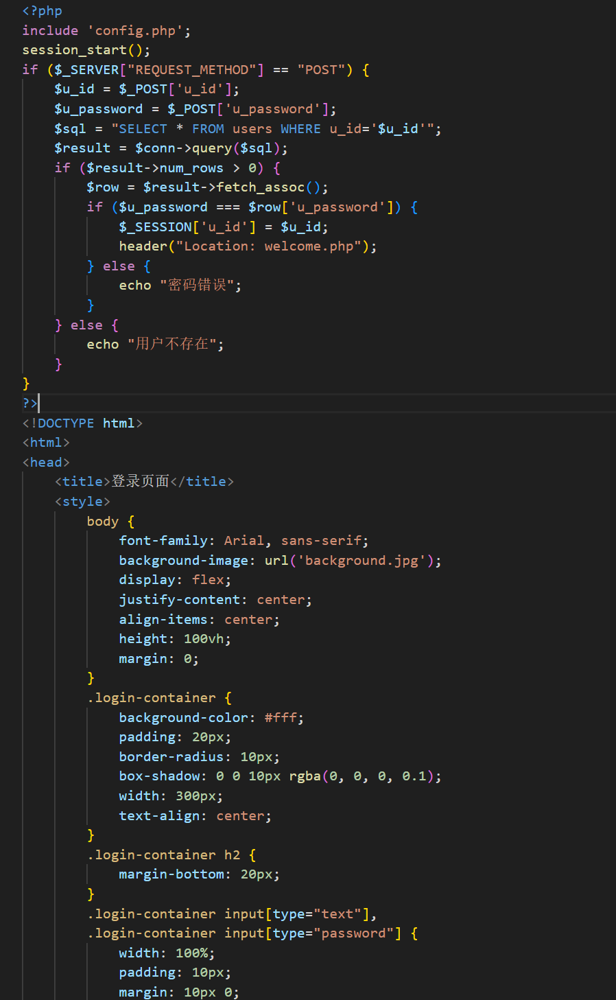 <?php
include 'config.php';
session_start();
if ($_SERVER["REQUEST_METHOD"] == "POST") {
    $u_id = $_POST['u_id'];
    $u_password = $_POST['u_password'];
    $sql = "SELECT * FROM users WHERE u_id='$u_id'";
    $result = $conn->query($sql);
    if ($result->num_rows > 0) {
        $row = $result->fetch_assoc();
        if ($u_password === $row['u_password']) {
            $_SESSION['u_id'] = $u_id;
            header("Location: welcome.php");
        } else {
            echo "密码错误";
        }
    } else {
        echo "用户不存在";
    }
}
?>
<!DOCTYPE html>
<html>
<head>
    <title>登录页面</title>
    <style>
        body {
            font-family: Arial, sans-serif;
            background-image: url('background.jpg');
            display: flex;
            justify-content: center;
            align-items: center;
            height: 100vh;
            margin: 0;
        }
        .login-container {
            background-color: #fff;
            padding: 20px;
            border-radius: 10px;
            box-shadow: 0 0 10px rgba(0, 0, 0, 0.1);
            width: 300px;
            text-align: center;
        }
        .login-container h2 {
            margin-bottom: 20px;
        }
        .login-container input[type="text"],
        .login-container input[type="password"] {
            width: 100%;
            padding: 10px;
            margin: 10px 0;